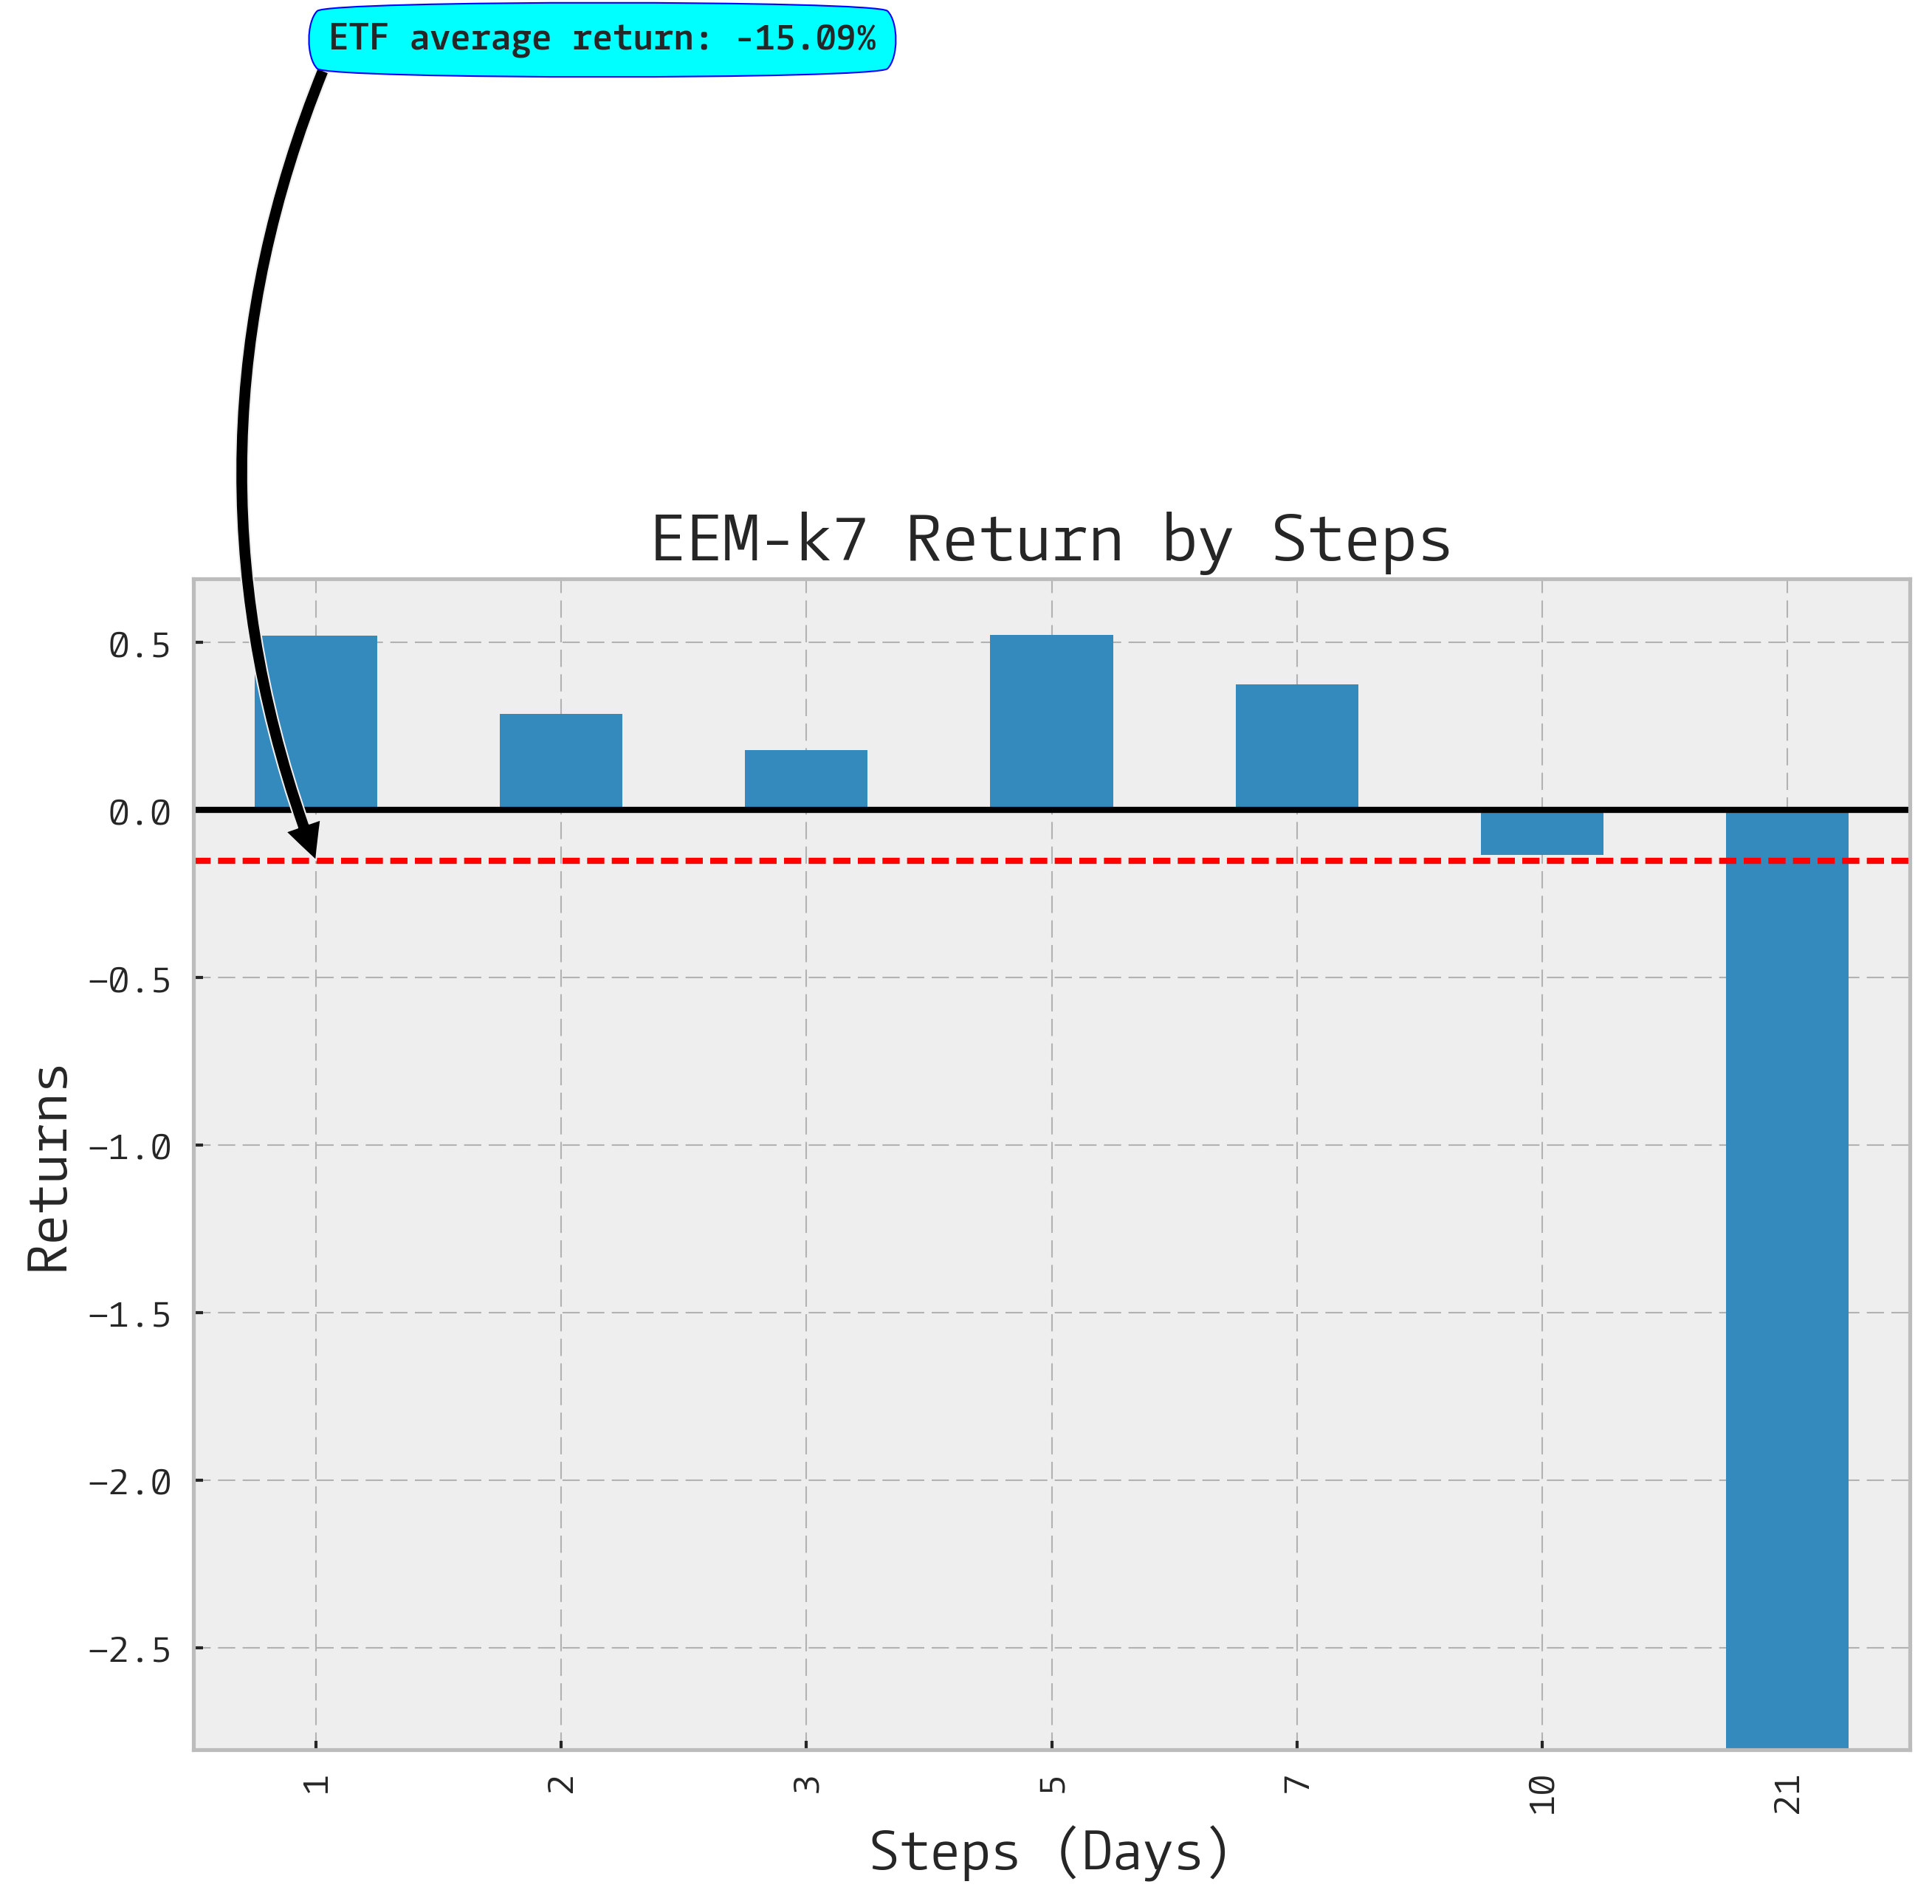 ETF average return: -15.09%
EEM-k7 Return by Steps
0.5
0.0
−0.5
−1.0
−1.5
−2.0
−2.5
Returns
1 2 3 5 7 10 21
Steps (Days)